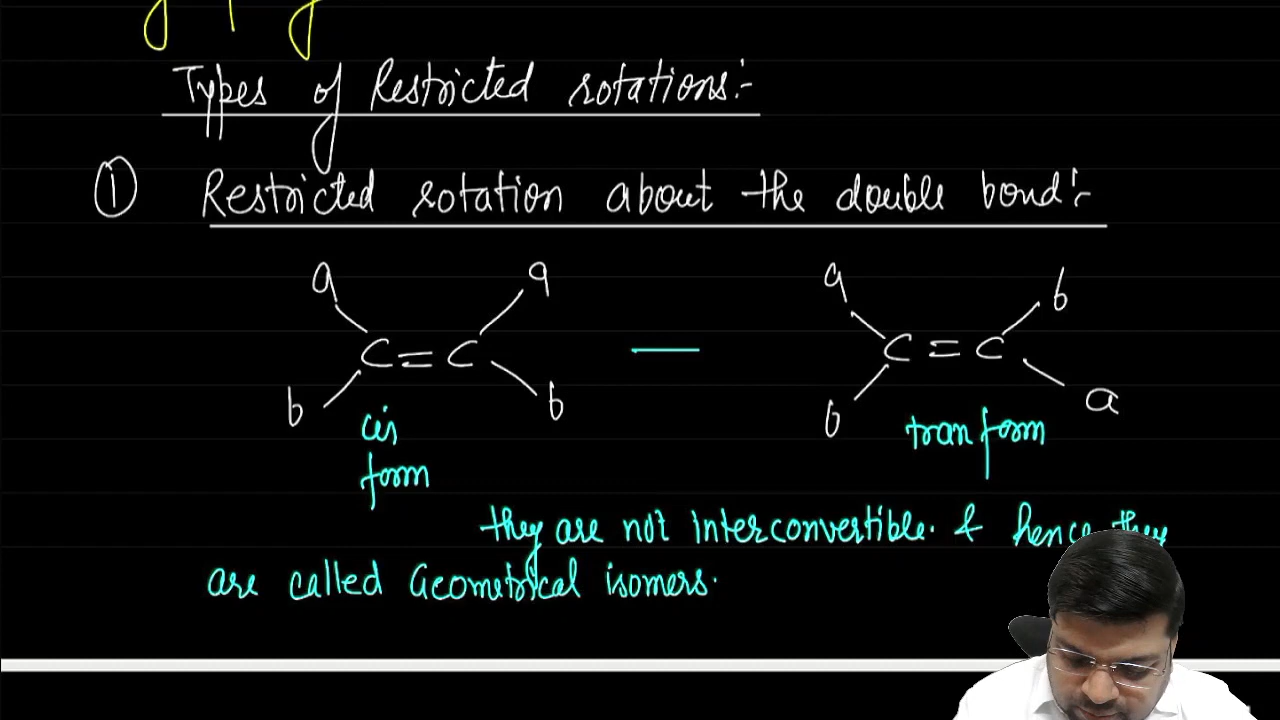 Types of Restricted rotations:-
① Restricted rotation about the double bond:-
a a a b
C=C — C=C
b b b a
cis form
tran form
they are not interconvertible. & hence they
are called Geometrical isomers.